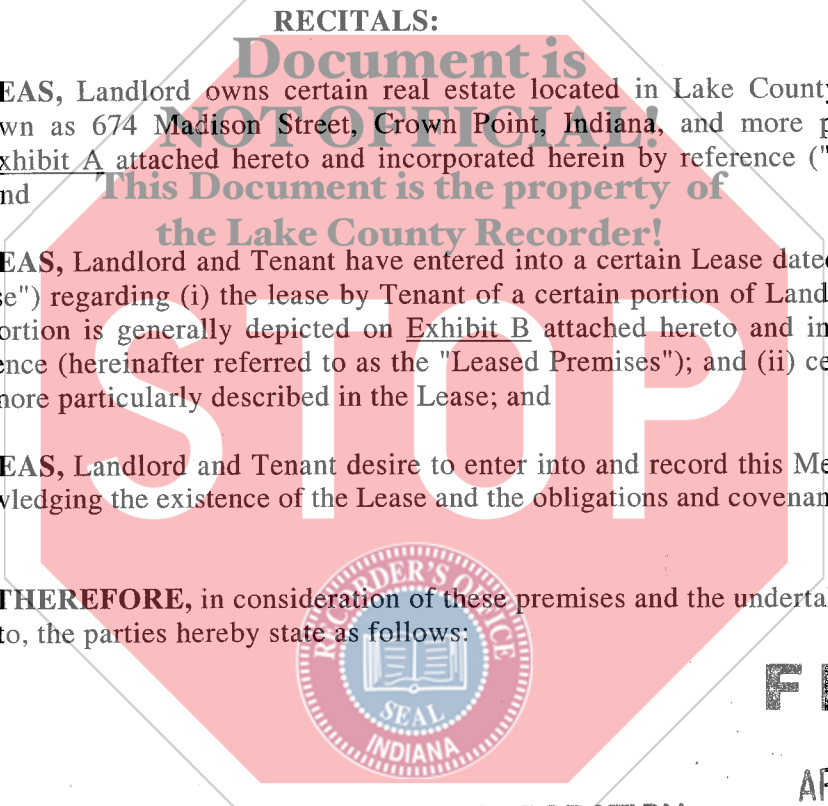 RECITALS:
Document is
EAS, Landlord owns certain real estate located in Lake County
NOT OFFICIAL!
wn as 674 Madison Street, Crown Point, Indiana, and more p
xhibit A attached hereto and incorporated herein by reference ("
nd
This Document is the property of
the Lake County Recorder!
EAS, Landlord and Tenant have entered into a certain Lease dated
se") regarding (i) the lease by Tenant of a certain portion of Land
ortion is generally depicted on Exhibit B attached hereto and in
ence (hereinafter referred to as the "Leased Premises"); and (ii) ce
more particularly described in the Lease; and
STOP
EAS, Landlord and Tenant desire to enter into and record this Me
wledging the existence of the Lease and the obligations and covenan
THEREFORE, in consideration of these premises and the underta
to, the parties hereby state as follows:
RECORDER'S OFFICE
SEAL
INDIANA
F
AP